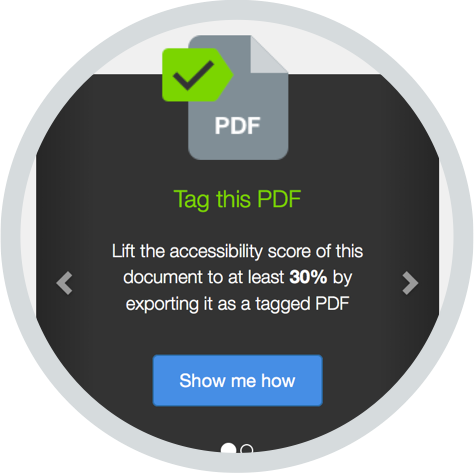 PDF
Tag this PDF
Lift the accessibility score of this
document to at least 30% by
exporting it as a tagged PDF
Show me how